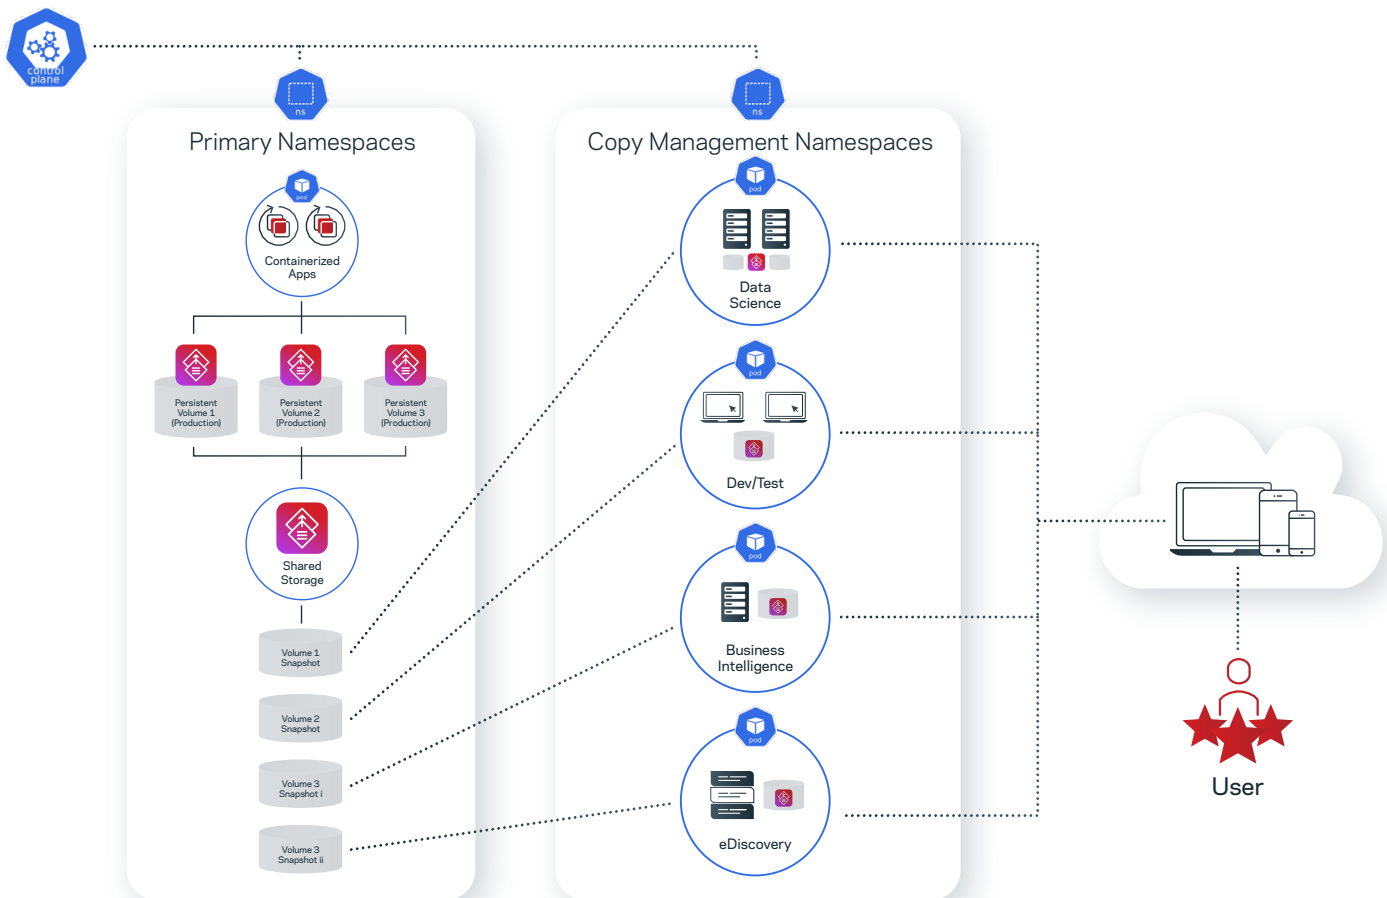 control
plane
ns
ns
Primary Namespaces
Copy Management Namespaces
pod
Containerized
Apps
Persistent
Volume 1
(Production)
Persistent
Volume 2
(Production)
Persistent
Volume 3
(Production)
Shared
Storage
Volume 1
Snapshot
Volume 2
Snapshot
Volume 3
Snapshot i
Volume 3
Snapshot ii
pod
Data
Science
pod
Dev/Test
pod
Business
Intelligence
pod
eDiscovery
User